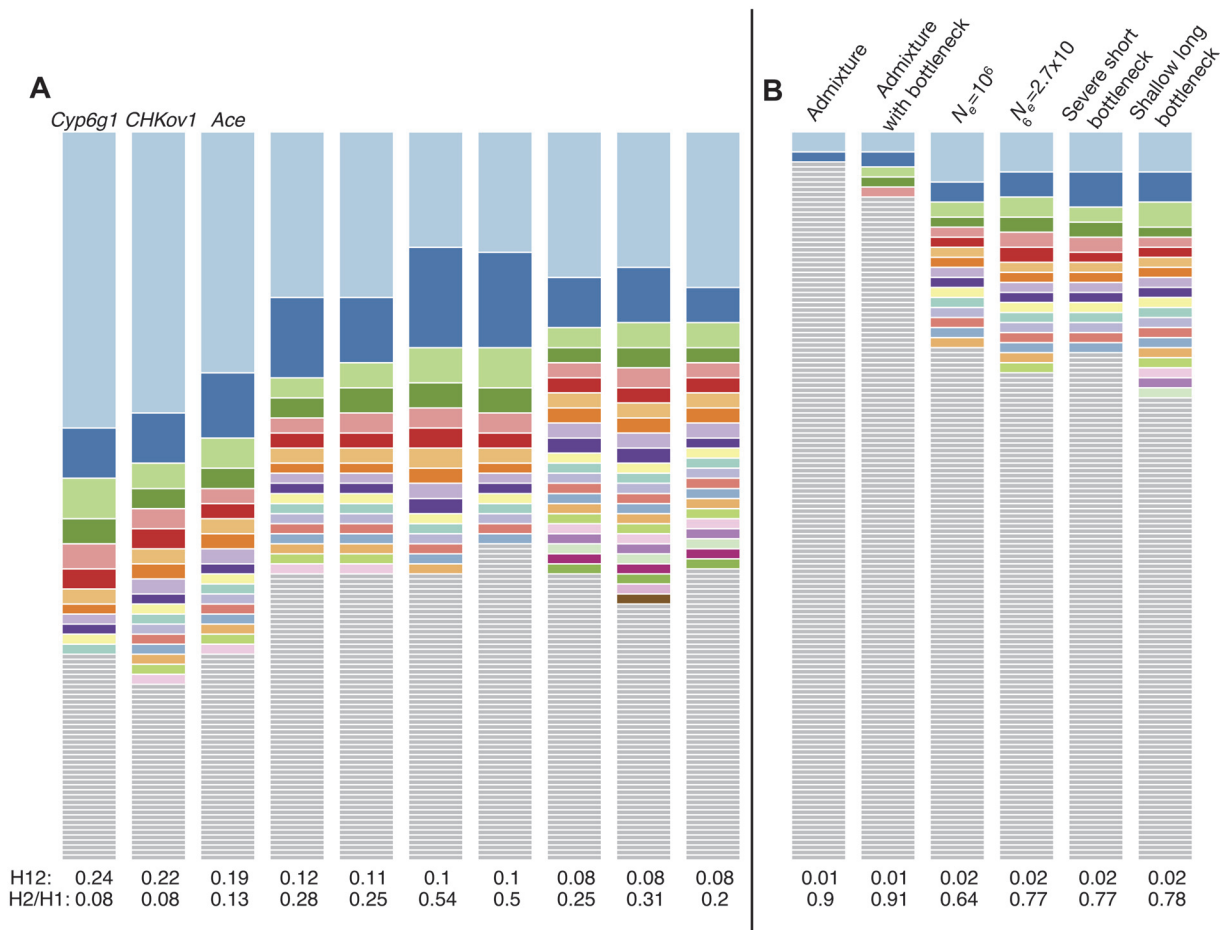 A
B
Cyp6g1 CHKov1 Ace
Admixture
Admixture
with bottleneck
Nₑ=10⁶
Nₑ=2.7x10
6
Severe short
bottleneck
Shallow long
bottleneck
H12: 0.24 0.22 0.19 0.12 0.11 0.1 0.1 0.08 0.08 0.08 0.01 0.01 0.02 0.02 0.02 0.02
H2/H1: 0.08 0.08 0.13 0.28 0.25 0.54 0.5 0.25 0.31 0.2 0.9 0.91 0.64 0.77 0.77 0.78